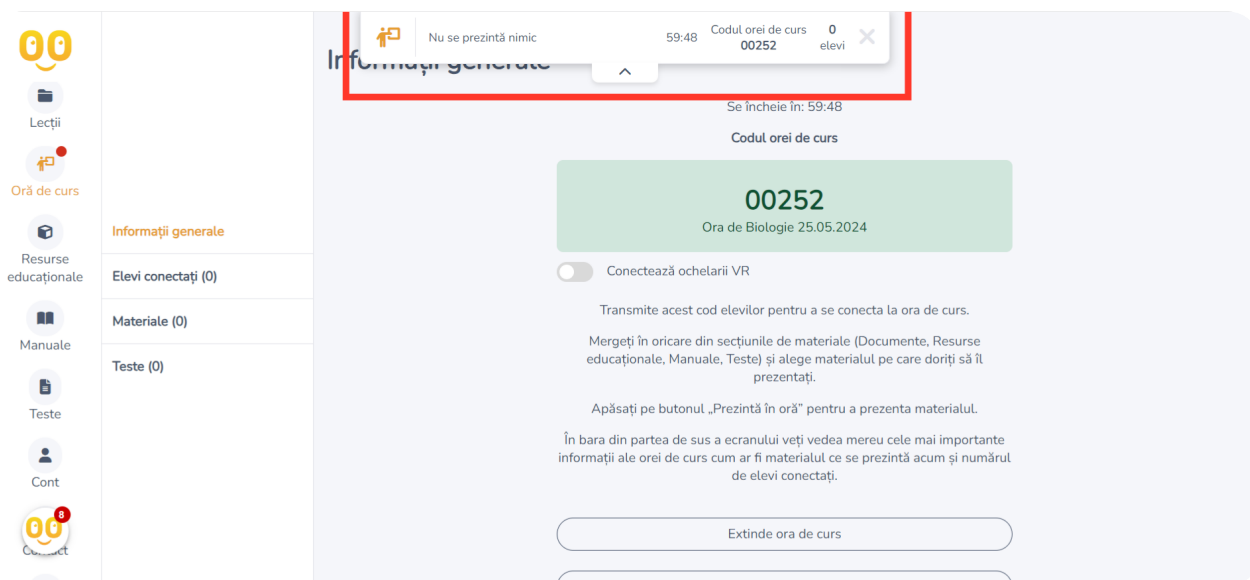 Nu se prezintă nimic
59:48
Codul orei de curs
00252
0
elevi
Informații generale
Lecții
Oră de curs
Resurse
educaționale
Manuale
Teste
Cont
8
Informații generale
Elevi conectați (0)
Materiale (0)
Teste (0)
Se încheie în: 59:48
Codul orei de curs
00252
Ora de Biologie 25.05.2024
Conectează ochelarii VR
Transmite acest cod elevilor pentru a se conecta la ora de curs.
Mergeți în oricare din secțiunile de materiale (Documente, Resurse
educaționale, Manuale, Teste) și alege materialul pe care doriți să îl
prezentați.
Apăsați pe butonul „Prezintă în oră” pentru a prezenta materialul.
În bara din partea de sus a ecranului veți vedea mereu cele mai importante
informații ale orei de curs cum ar fi materialul ce se prezintă acum și numărul
de elevi conectați.
Extinde ora de curs